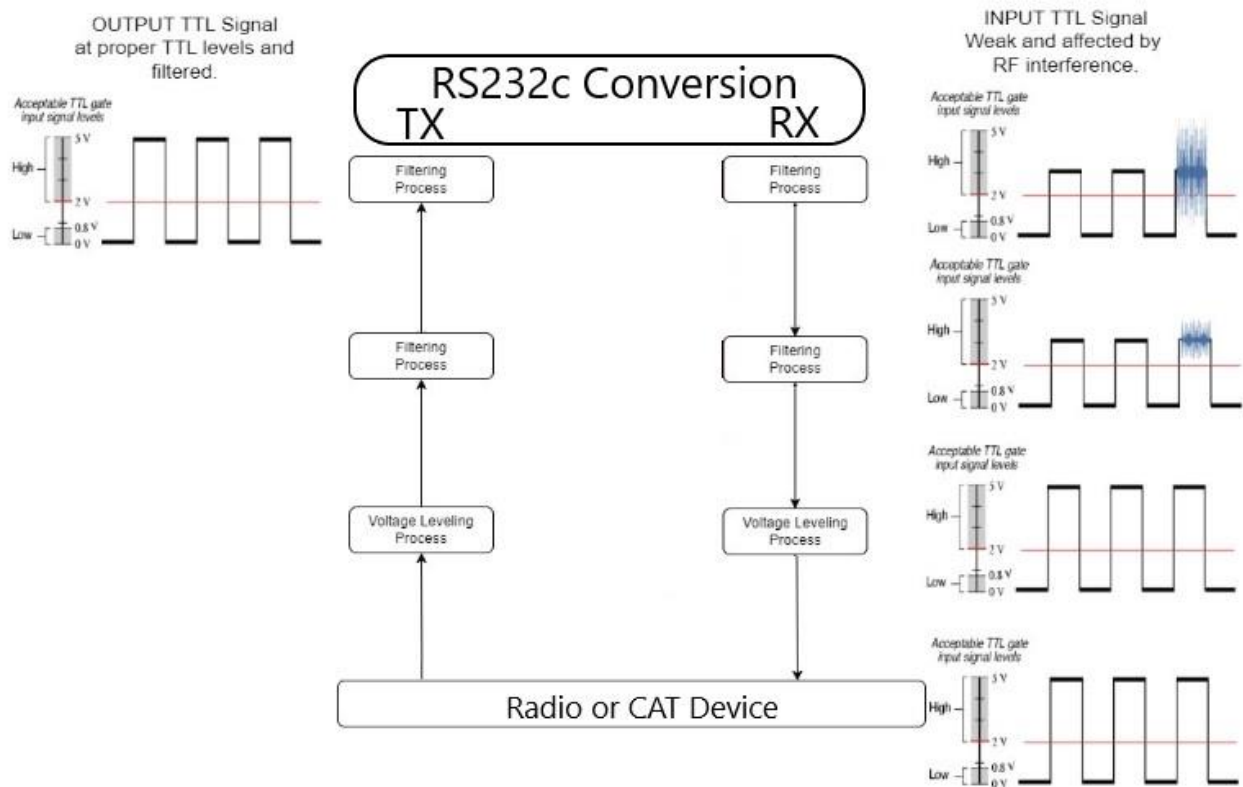 OUTPUT TTL Signal
at proper TTL levels and
filtered.
Acceptable TTL gate
input signal levels
5 V
High
2 V
Low
0.8 V
0 V
RS232c Conversion
TX
RX
Filtering
Process
Filtering
Process
Filtering
Process
Filtering
Process
Voltage Leveling
Process
Voltage Leveling
Process
Radio or CAT Device
INPUT TTL Signal
Weak and affected by
RF interference.
Acceptable TTL gate
input signal levels
5 V
High
2 V
Low
0.8 V
0 V
Acceptable TTL gate
input signal levels
5 V
High
2 V
Low
0.8 V
0 V
Acceptable TTL gate
input signal levels
5 V
High
2 V
Low
0.8 V
0 V
Acceptable TTL gate
input signal levels
5 V
High
2 V
Low
0.8 V
0 V